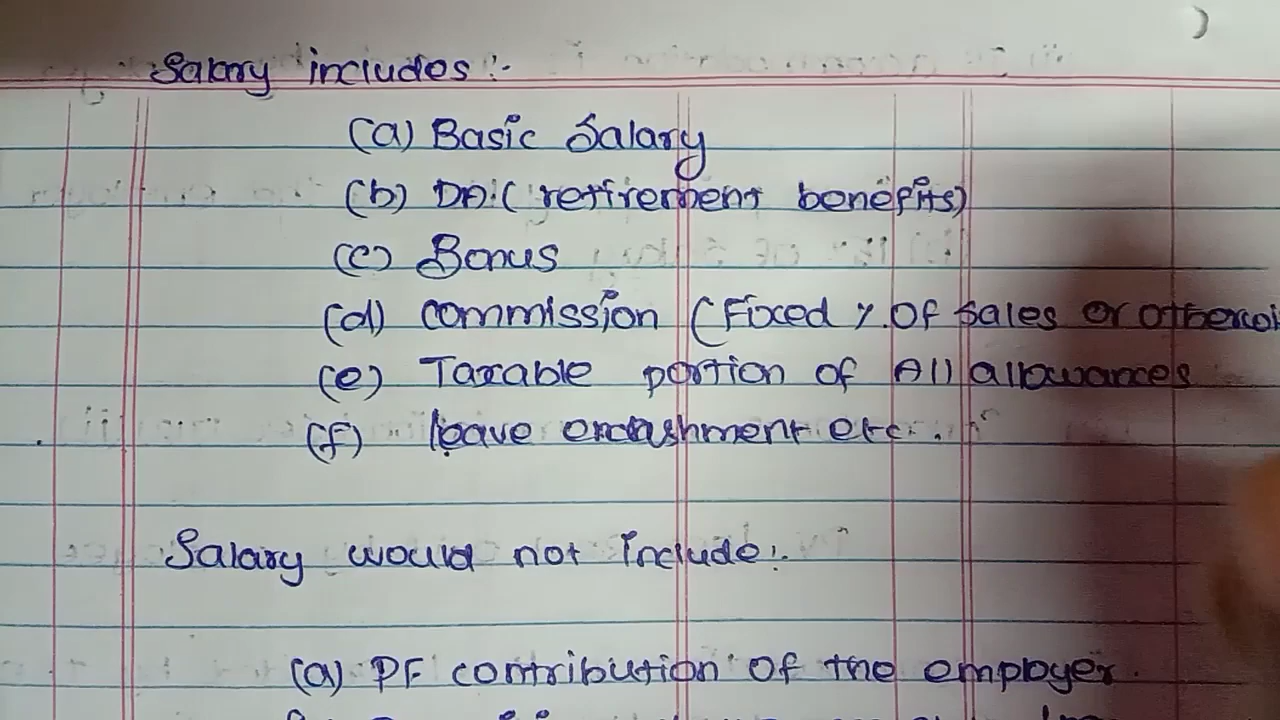 Salary includes :-
(a) Basic Salary
(b) DA (retirement benefits)
(c) Bonus
(d) commission (Fixed % of sales or
(e) Taxable portion of All allowances
(f) leave encashment etc..
Salary would not include:-
(a) PF contribution of the employer.